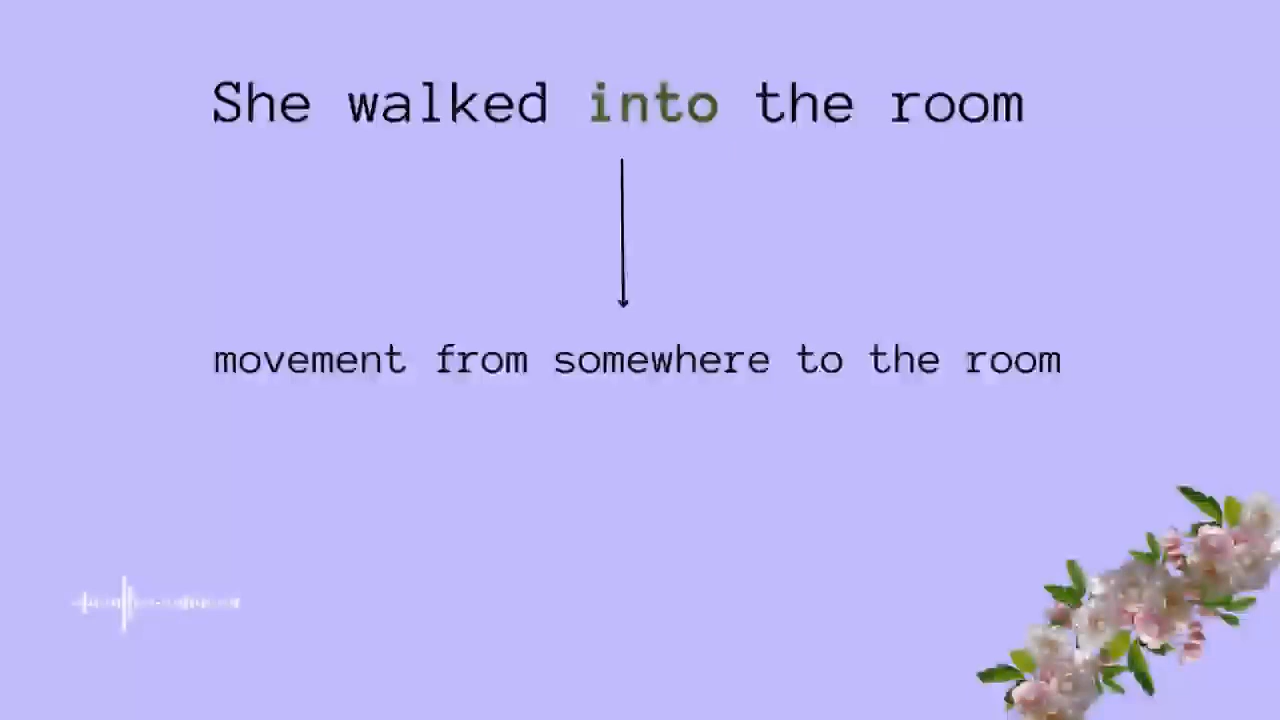 She walked into the room
movement from somewhere to the room